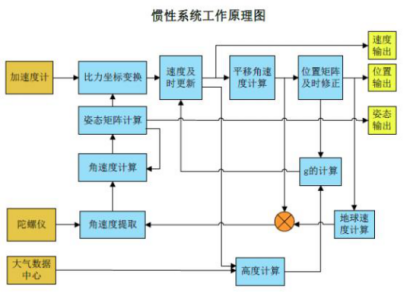 惯性系统工作原理图
加速度计
比力坐标变换
速度及
时更新
平移角速
度计算
位置矩阵
及时修正
速度
输出
位置
输出
姿态
输出
姿态矩阵计算
角速度计算
g的计算
陀螺仪
角速度提取
地球速
度计算
大气数据
中心
高度计算